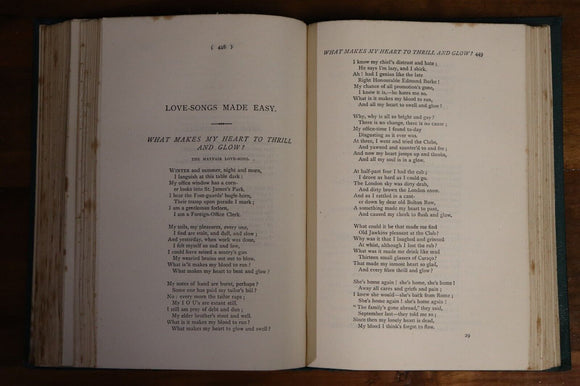 ( 448 )
LOVE-SONGS MADE EASY.
WHAT MAKES MY HEART TO THRILL
AND GLOW?
THE MAYFAIR LOVE-SONG.
WINTER and summer, night and morn,
I languish at this table dark;
My office window has a corn-
er looks into St. James's Park.
I hear the Foot-guards' bugle-horn,
Their tramp upon parade I mark;
I am a gentleman forlorn,
I am a Foreign-Office Clerk.
My toils, my pleasures, every one,
I find are stale, and dull, and slow;
And yesterday, when work was done,
I felt myself so sad and low,
I could have seized a sentry's gun
My wearied brains out out to blow.
What is it makes my blood to run?
What makes my heart to beat and glow?
My notes of hand are burnt, perhaps?
Some one has paid my tailor's bill?
No: every morn the tailor raps;
My I O U's are extant still.
I still am prey of debt and dun;
My elder brother's stout and well.
What is it makes my blood to run?
What makes my heart to glow and swell?
WHAT MAKES MY HEART TO THRILL AND GLOW? 449
I know my chief's distrust and hate;
He says I'm lazy, and I shirk.
Ah! had I genius like the late
Right Honourable Edmund Burke!
My chance of all promotion's gone,
I know it is,—he hates me so.
What is it makes my blood to run,
And all my heart to swell and glow?
Why, why is all so bright and gay?
There is no change, there is no cause;
My office-time I found to-day
Disgusting as it ever was.
At three, I went and tried the Clubs,
And yawned and saunter'd to and fro;
And now my heart jumps up and throbs,
And all my soul is in a glow.
At half-past four I had the cab;
I drove as hard as I could go.
The London sky was dirty drab,
And dirty brown the London snow.
And as I rattled in a cant-
er down by dear old Bolton Row,
A something made my heart to pant,
And caused my cheek to flush and glow.
What could it be that made me find
Old Jawkins pleasant at the Club?
Why was it that I laughed and grinned
At whist, although I lost the rub?
What was it made me drink like mad
Thirteen small glasses of Curaço?
That made my inmost heart so glad,
And every fibre thrill and glow?
She's home again! she's home, she's home!
Away all cares and griefs and pain;
I knew she would—she's back from Rome;
She's home again! she's home again!
"The family's gone abroad," they said,
September last—they told me so;
Since then my lonely heart is dead,
My blood I think's forgot to flow.
29